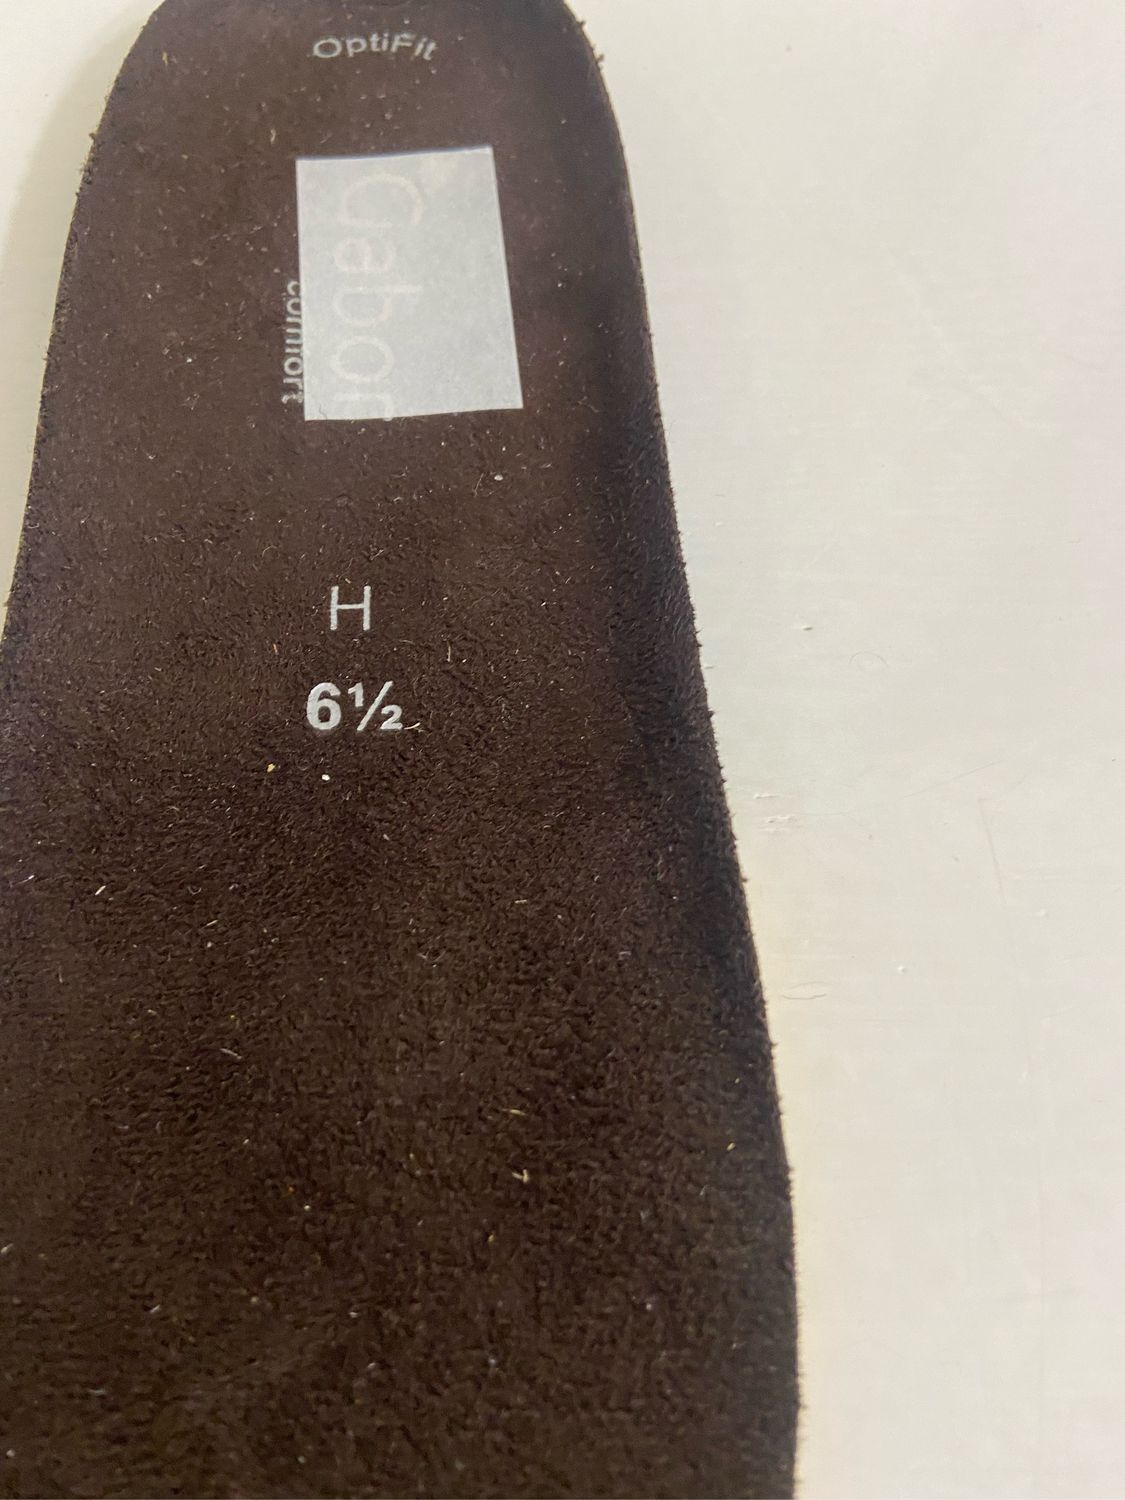 OptiFit
Gabor
comfort
H
6½